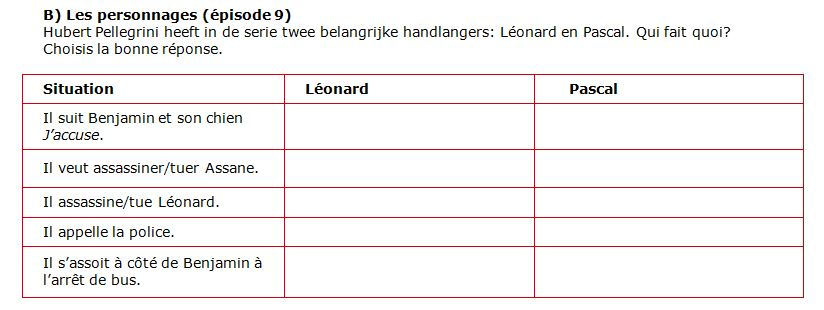 B) Les personnages (épisode 9)
Hubert Pellegrini heeft in de serie twee belangrijke handlangers: Léonard en Pascal. Qui fait quoi?
Choisis la bonne réponse.
Situation Léonard Pascal
Il suit Benjamin et son chien
J’accuse.
Il veut assassiner/tuer Assane.
Il assassine/tue Léonard.
Il appelle la police.
Il s’assoit à côté de Benjamin à
l’arrêt de bus.